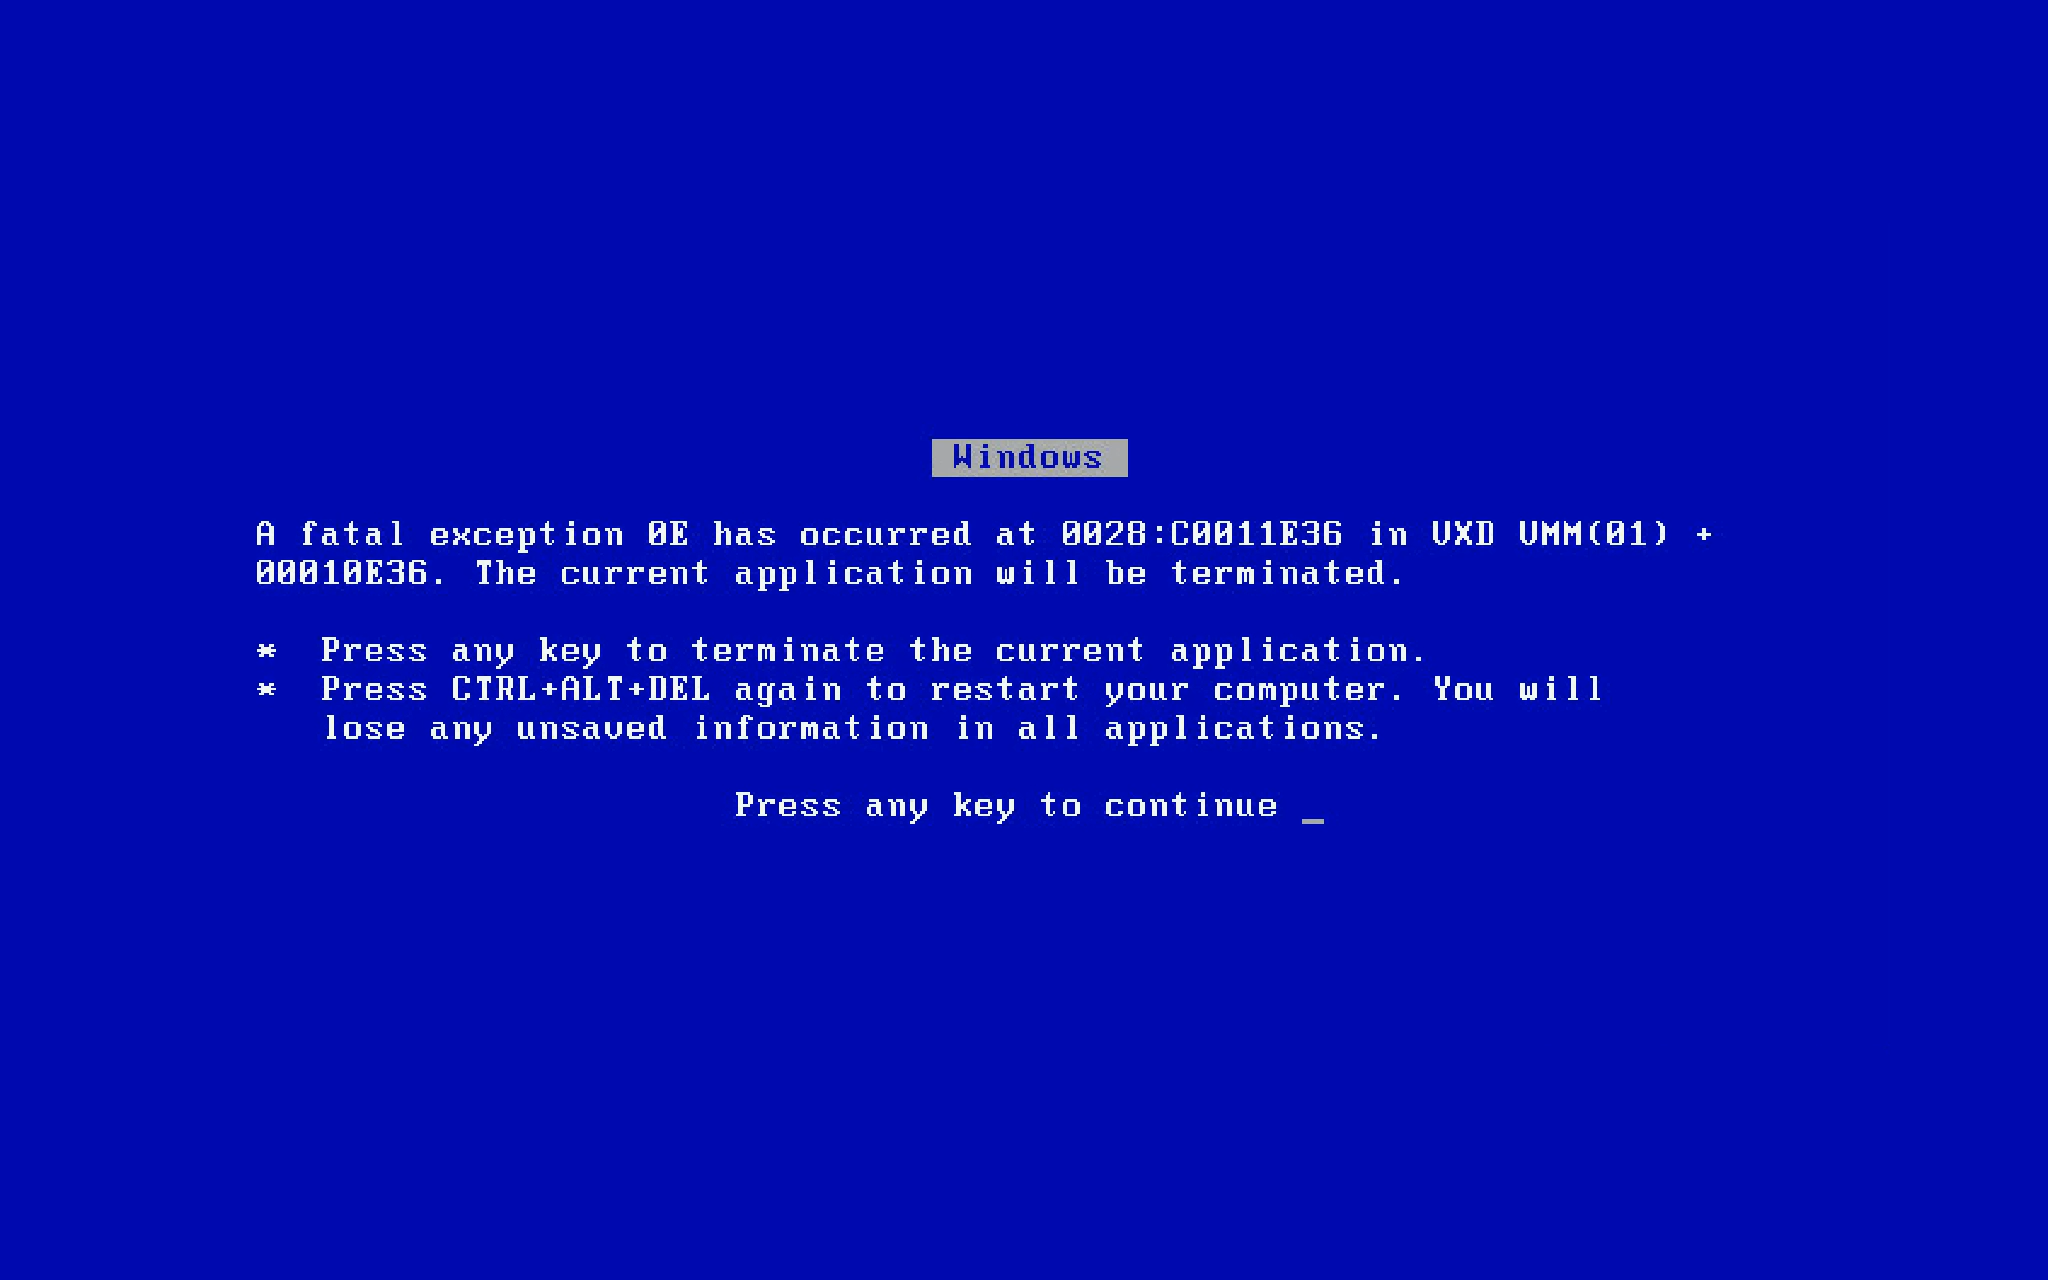 Windows
A fatal exception 0E has occurred at 0028:C0011E36 in VXD VMM(01) +
00010E36. The current application will be terminated.
*  Press any key to terminate the current application.
*  Press CTRL+ALT+DEL again to restart your computer. You will
lose any unsaved information in all applications.
Press any key to continue _